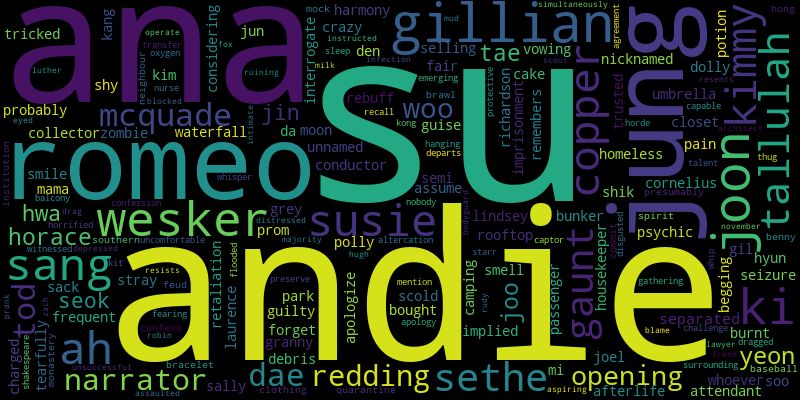 ana
su
andie
jung
romeo
gillian
wesker
susie
sang
sethe
ki
joon
kimmy
tallulah
copper
gaunt
mcquade
narrator
redding
opening
ah
dae
tod
horace
hwa
jin
woo
tae
joo
yeon
seok
tricked
kang
considering
jun
crazy
harmony
mock
interrogate
den
selling
vowing
fair
cake
nicknamed
dolly
potion
hong
simultaneously
agreement
mud
operate
transfer
oxygen
fox
luther
neighbour
nurse
blocked
ruining
instructed
sleep
milk
infection
emerging
scout
brawl
protective
richardson
remembers
imprisonment
trusted
umbrella
resents
capable
horde
architect
closet
pain
talent
thug
presumably
cornelius
homeless
shik
spirit
psychic
disgusted
commit
whip
gil
benny
november
hyun
seizure
begging
gathering
separated
burnt
challenge
lawyer
dragged
freed
surrounding
baseball
whoever
soo
attendant
blame
joel
afterlife
mi
aspiring
implied
passenger
housekeeper
bunker
captor
smell
camping
starr
rudy
rooftop
lindsey
bodyguard
altercation
mention
scold
bought
apology
apologize
polly
hugh
majority
preserve
park
guilty
forget
granny
debris
quarantine
clothing
sally
bracelet
robin
assaulted
confess
fearing
resists
feud
stray
retaliation
laurence
flooded
distressed
prom
grey
confession
whisper
nobody
semi
assume
conductor
unnamed
guise
moon
da
waterfall
zombie
collector
probably
eyed
shy
kim
institution
smile
mama
balcony
drag
horrified
southern
uncomfortable
witnessed
depressed
kit
sack
frequent
zach
prank
charged
shakespeare
tearfully
monastery
unsuccessful
rebuff
recall
kong
hanging
departs
intimate